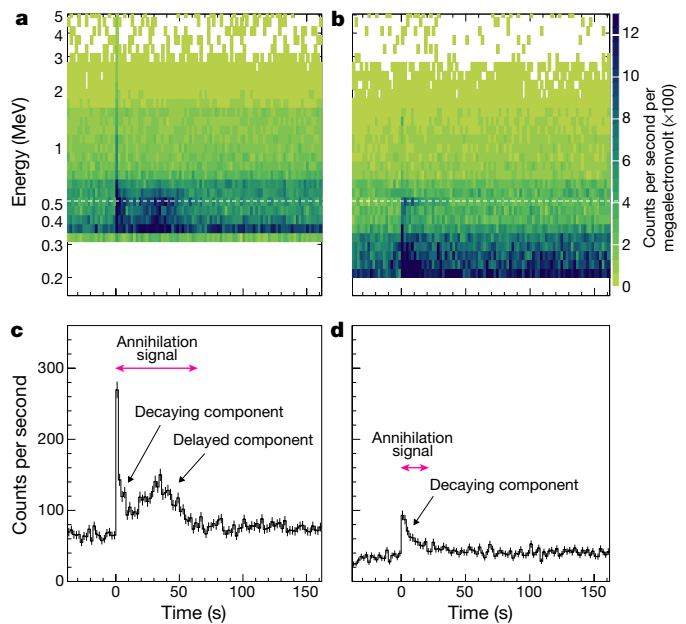 a
b
5
4
3
2
1
0.5
0.4
0.3
0.2
Energy (MeV)
12
10
8
6
4
2
0
Counts per second per
megaelectronvolt (×100)
c
d
Annihilation
signal
Decaying component
Delayed component
Annihilation
signal
Decaying component
300
200
100
0
Counts per second
0 50 100 150
0 50 100 150
Time (s)
Time (s)